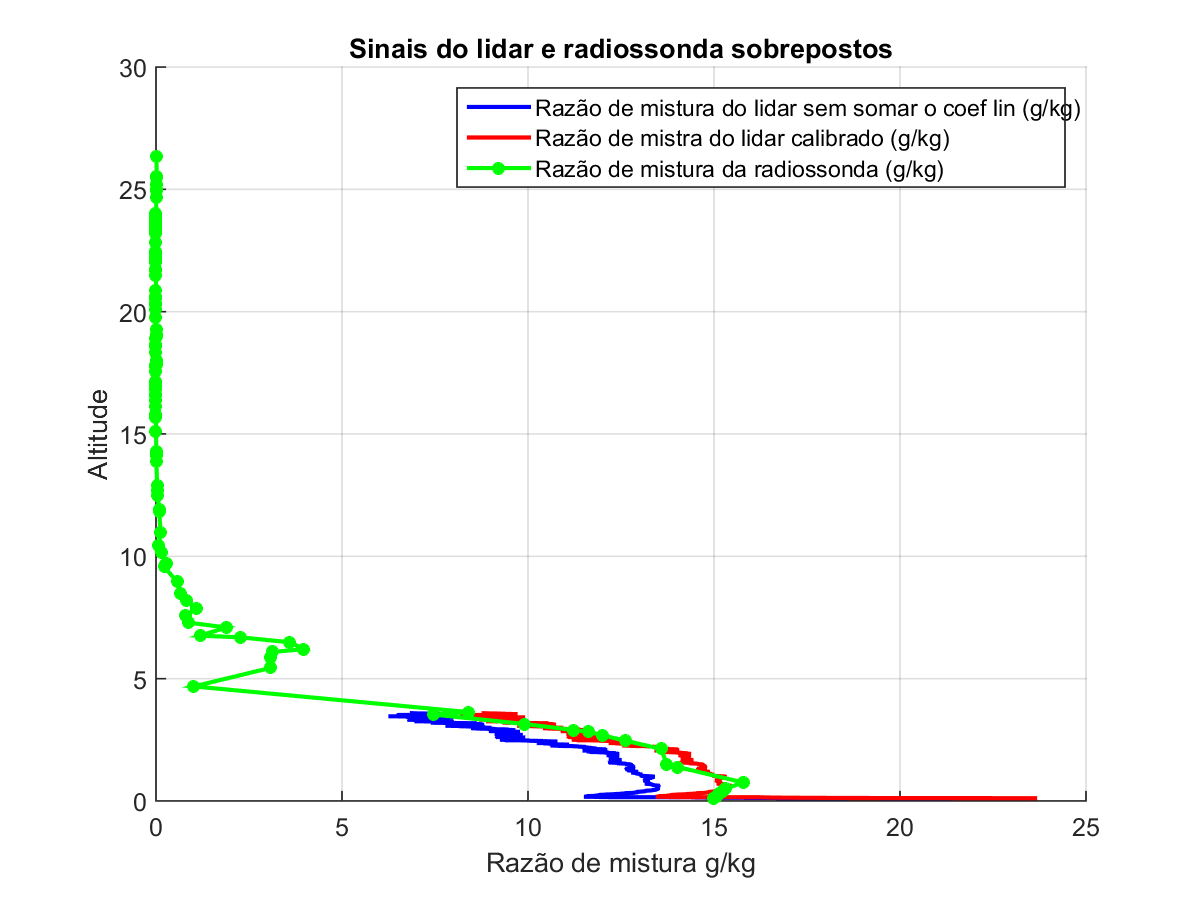 Sinais do lidar e radiossonda sobrepostos
30
Razão de mistura do lidar sem somar o coef lin (g/kg)
Razão de mistra do lidar calibrado (g/kg)
Razão de mistura da radiossonda (g/kg)
25
20
15
10
5
0
Altitude
0 5 10 15 20 25
Razão de mistura g/kg